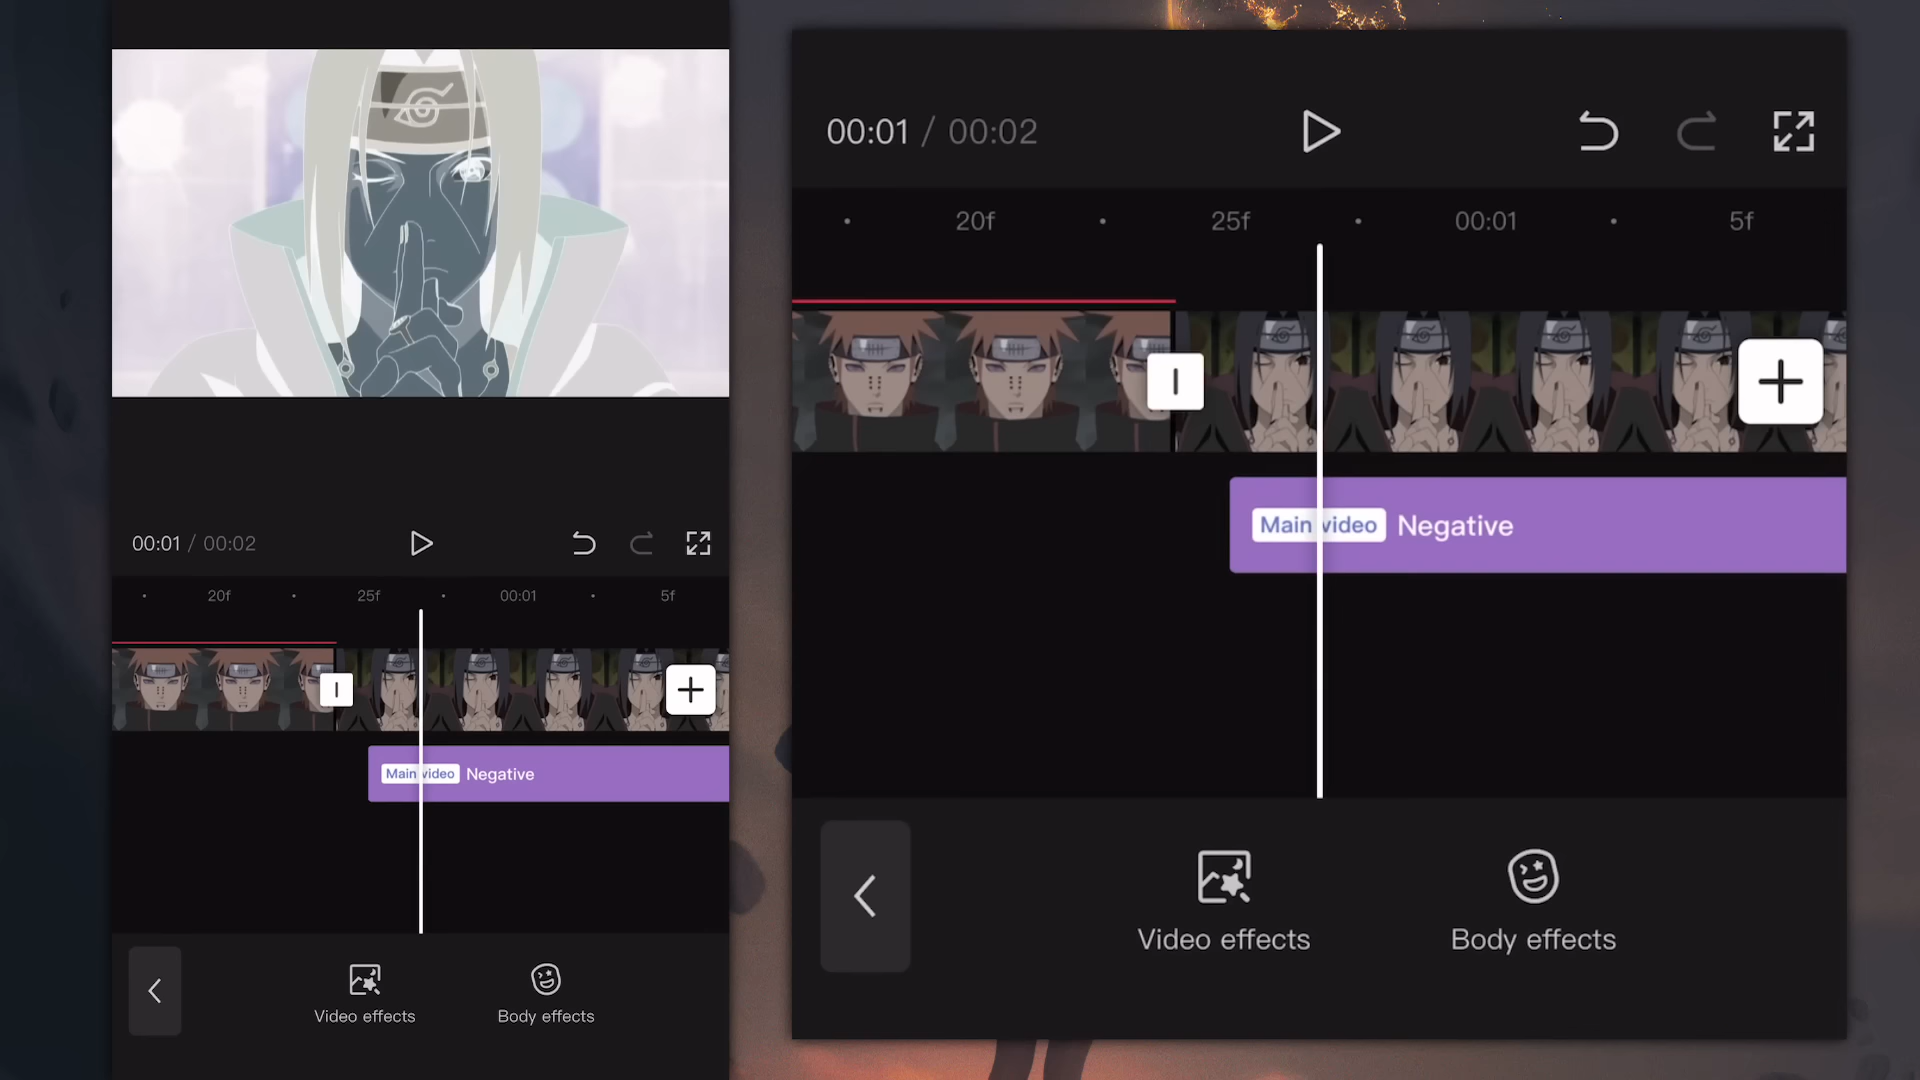 00:01 / 00:02
20f 25f 00:01 5f
Main video Negative
Video effects Body effects
00:01 / 00:02
20f 25f 00:01 5f
Main video Negative
Video effects Body effects